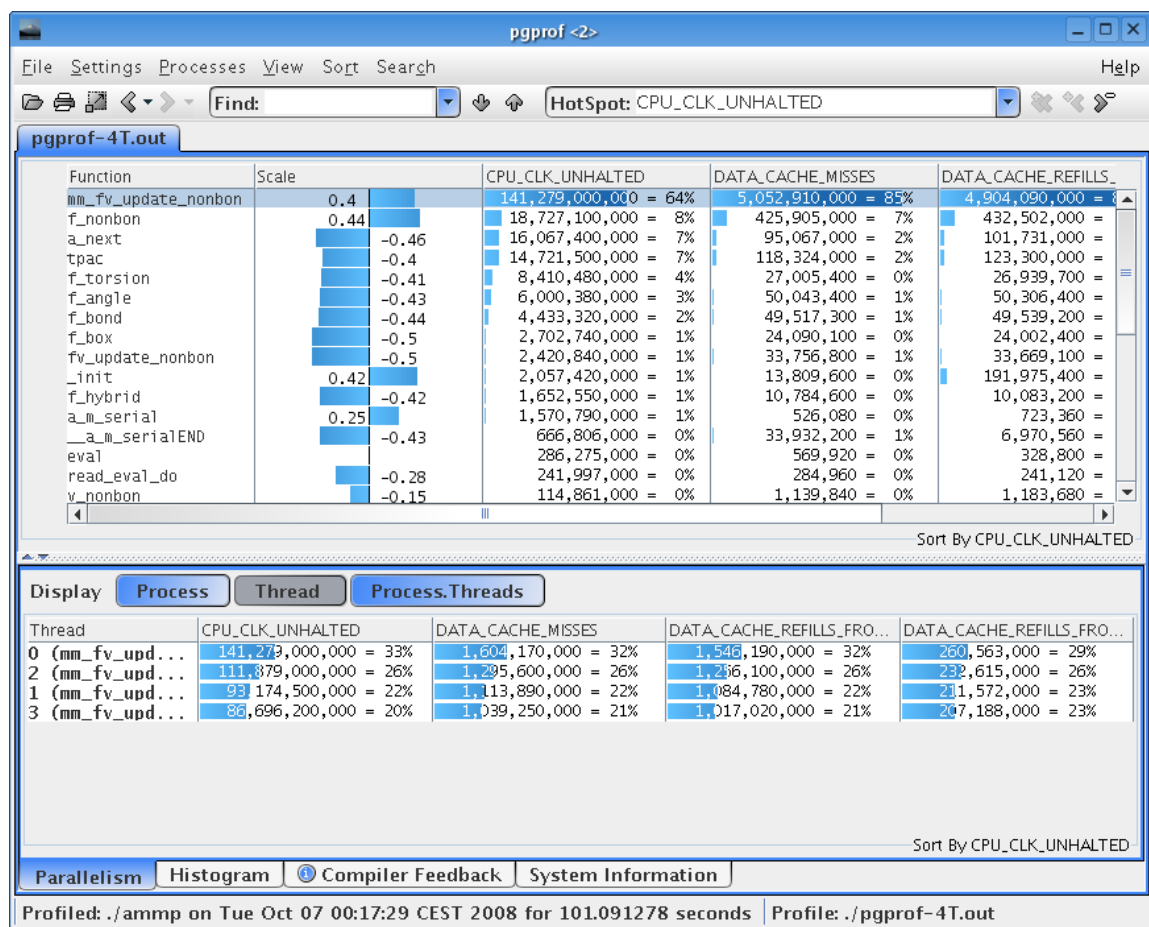 pgprof <2>
File Settings Processes View Sort Search Help
Find: HotSpot: CPU_CLK_UNHALTED
pgprof-4T.out
Function Scale CPU_CLK_UNHALTED DATA_CACHE_MISSES DATA_CACHE_REFILLS_
mm_fv_update_nonbon 0.4 141,279,000,000 = 64% 5,052,910,000 = 85% 4,904,090,000 =
f_nonbon 0.44 18,727,100,000 = 8% 425,905,000 = 7% 432,502,000 =
a_next -0.46 16,067,400,000 = 7% 95,067,000 = 2% 101,731,000 =
tpac -0.4 14,721,500,000 = 7% 118,324,000 = 2% 123,300,000 =
f_torsion -0.41 8,410,480,000 = 4% 27,005,400 = 0% 26,939,700 =
f_angle -0.43 6,000,380,000 = 3% 50,043,400 = 1% 50,306,400 =
f_bond -0.44 4,433,320,000 = 2% 49,517,300 = 1% 49,539,200 =
f_box -0.5 2,702,740,000 = 1% 24,090,100 = 0% 24,002,400 =
fv_update_nonbon -0.5 2,420,840,000 = 1% 33,756,800 = 1% 33,669,100 =
_init 0.42 2,057,420,000 = 1% 13,809,600 = 0% 191,975,400 =
f_hybrid -0.42 1,652,550,000 = 1% 10,784,600 = 0% 10,083,200 =
a_m_serial 0.25 1,570,790,000 = 1% 526,080 = 0% 723,360 =
__a_m_serialEND -0.43 666,806,000 = 0% 33,932,200 = 1% 6,970,560 =
eval 286,275,000 = 0% 569,920 = 0% 328,800 =
read_eval_do -0.28 241,997,000 = 0% 284,960 = 0% 241,120 =
v_nonbon -0.15 114,861,000 = 0% 1,139,840 = 0% 1,183,680 =
Sort By CPU_CLK_UNHALTED
Display Process Thread Process.Threads
Thread CPU_CLK_UNHALTED DATA_CACHE_MISSES DATA_CACHE_REFILLS_FRO... DATA_CACHE_REFILLS_FRO...
0 (mm_fv_upd... 141,279,000,000 = 33% 1,604,170,000 = 32% 1,546,190,000 = 32% 260,563,000 = 29%
2 (mm_fv_upd... 111,879,000,000 = 26% 1,295,600,000 = 26% 1,256,100,000 = 26% 232,615,000 = 26%
1 (mm_fv_upd... 93,174,500,000 = 22% 1,113,890,000 = 22% 1,084,780,000 = 22% 211,572,000 = 23%
3 (mm_fv_upd... 86,696,200,000 = 20% 1,039,250,000 = 21% 1,017,020,000 = 21% 207,188,000 = 23%
Sort By CPU_CLK_UNHALTED
Parallelism Histogram Compiler Feedback System Information
Profiled: ./ammp on Tue Oct 07 00:17:29 CEST 2008 for 101.091278 seconds Profile: ./pgprof-4T.out